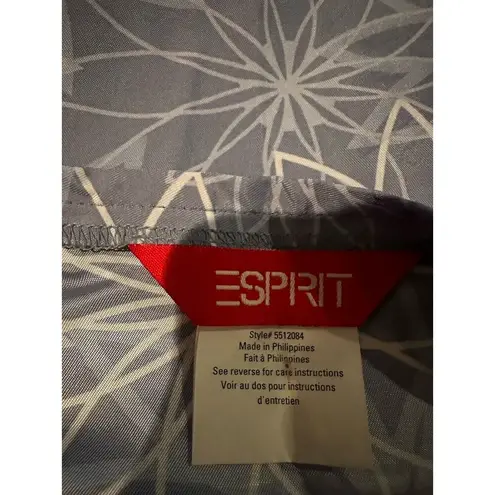 ESPRIT
Style# 5512084
Made in Philippines
Fait à Philippines
See reverse for care instructions
Voir au dos pour instructions
d'entretien